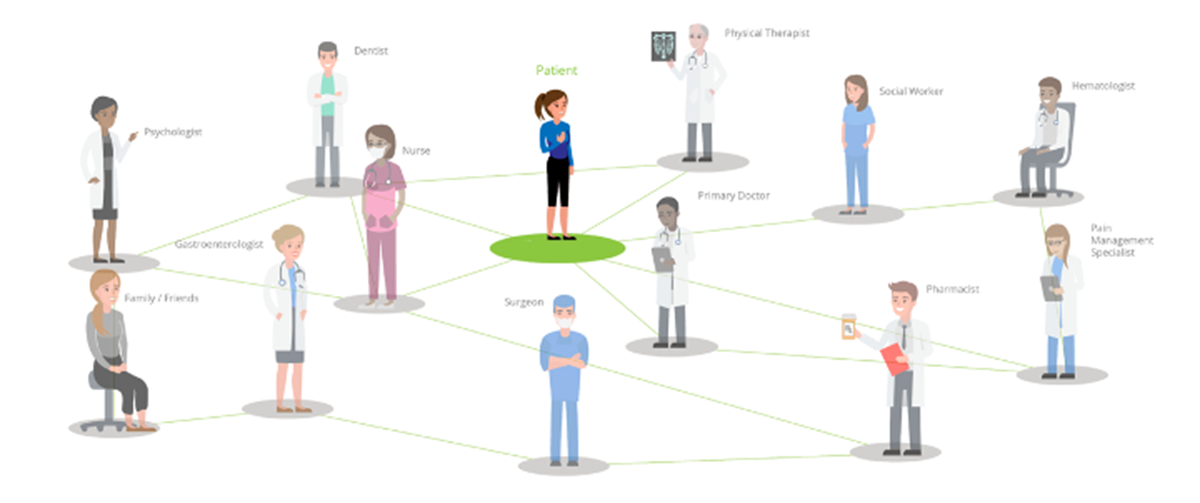 Physical Therapist
Dentist
Patient
Social Worker
Hematologist
Psychologist
Nurse
Primary Doctor
Pain
Management
Specialist
Gastroenterologist
Pharmacist
Family / Friends
Surgeon